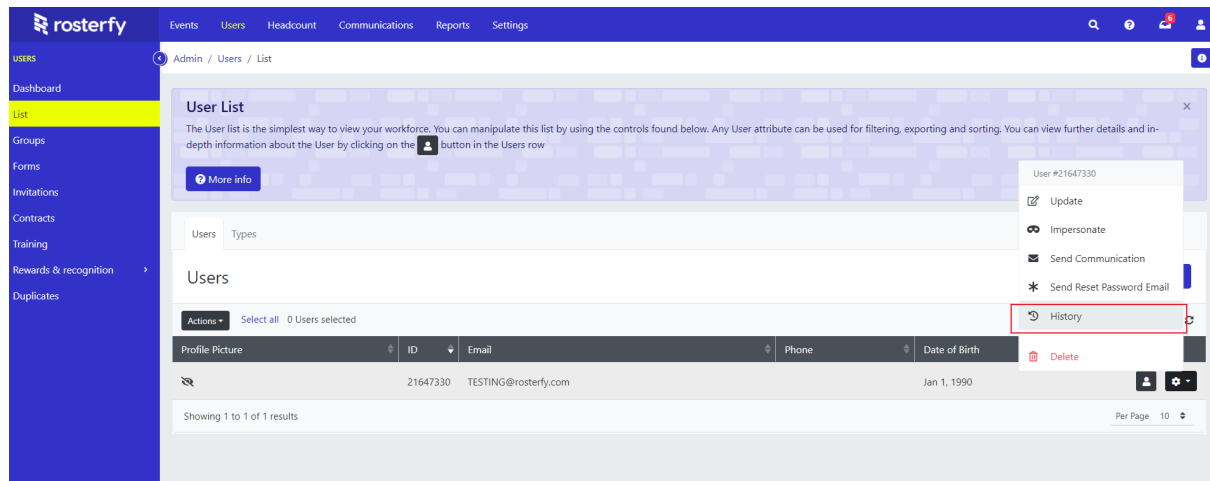 rosterfy
Events Users Headcount Communications Reports Settings
6
USERS
Admin / Users / List
Dashboard
List
Groups
Forms
Invitations
Contracts
Training
Rewards & recognition
Duplicates
User List
The User list is the simplest way to view your workforce. You can manipulate this list by using the controls found below. Any User attribute can be used for filtering, exporting and sorting. You can view further details and in-
depth information about the User by clicking on the button in the Users row
More info
User #21647330
Update
Impersonate
Send Communication
Send Reset Password Email
History
Delete
Users Types
Users
Actions Select all 0 Users selected
Profile Picture ID Email Phone Date of Birth
21647330 TESTING@rosterfy.com Jan 1, 1990
Showing 1 to 1 of 1 results
Per Page 10